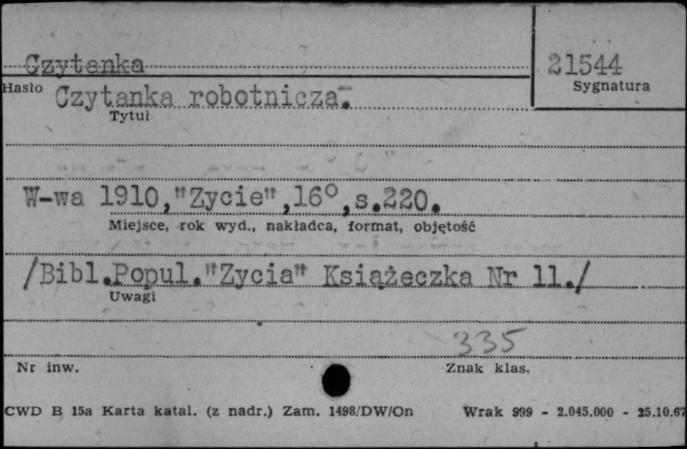 Czytanka
21544
Hasło
Sygnatura
Czytanka robotnicza.
Tytuł
W-wa 1910,"Zycie",16°,s.220.
Miejsce, rok wyd., nakładca, format, objętość
/Bibl.Popul."Zycia" Książeczka Nr 11./
Uwagi
335
Nr inw.
Znak klas.
CWD B 15a Karta katal. (z nadr.) Zam. 1498/DW/On Wrak 999 - 2.045.000 - 25.10.67